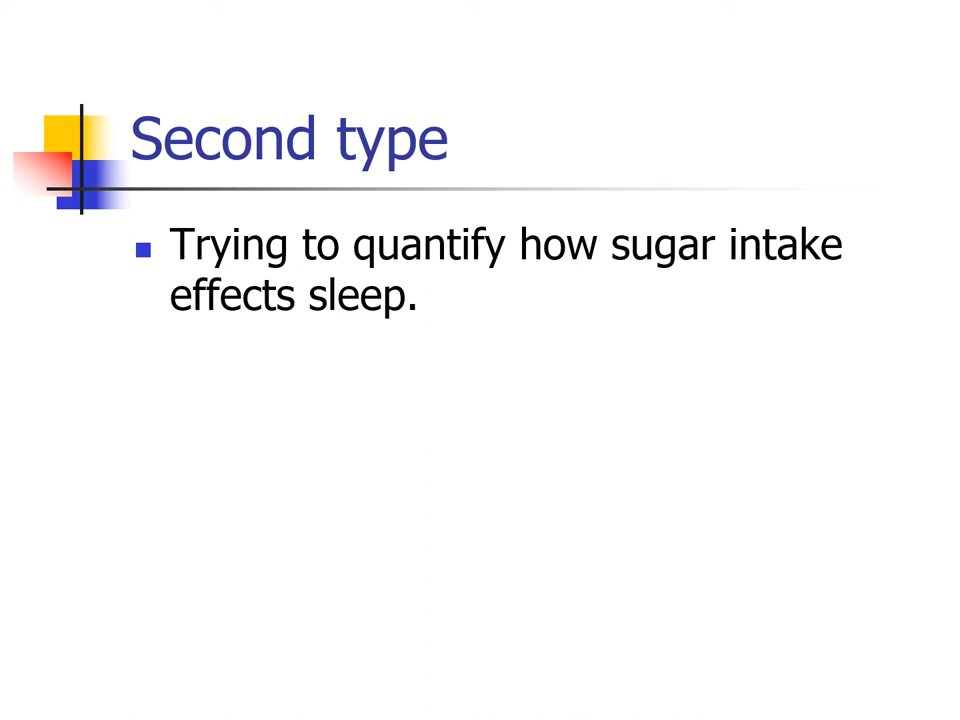 Second type
Trying to quantify how sugar intake
effects sleep.